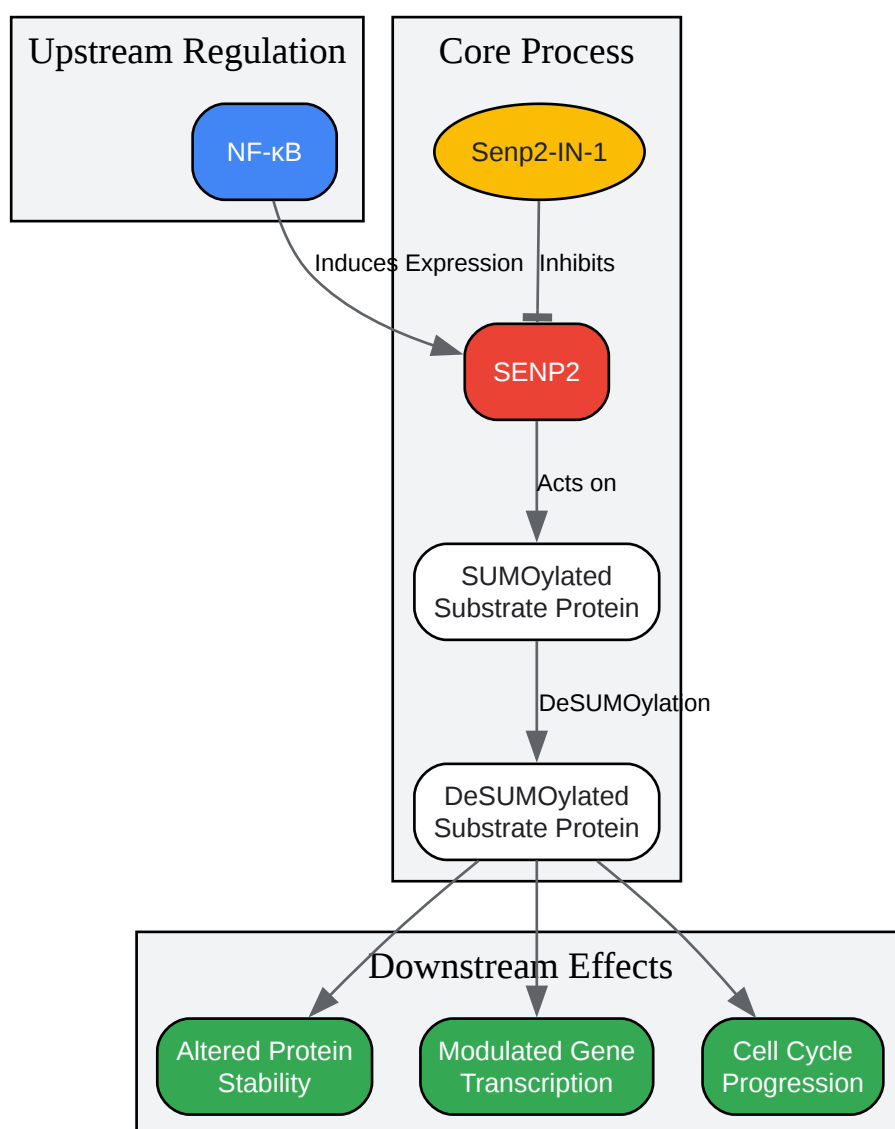 Upstream Regulation
Core Process
NF-κB
Senp2-IN-1
Induces Expression
Inhibits
SENP2
Acts on
SUMOylated
Substrate Protein
DeSUMOylation
DeSUMOylated
Substrate Protein
Downstream Effects
Altered Protein
Stability
Modulated Gene
Transcription
Cell Cycle
Progression